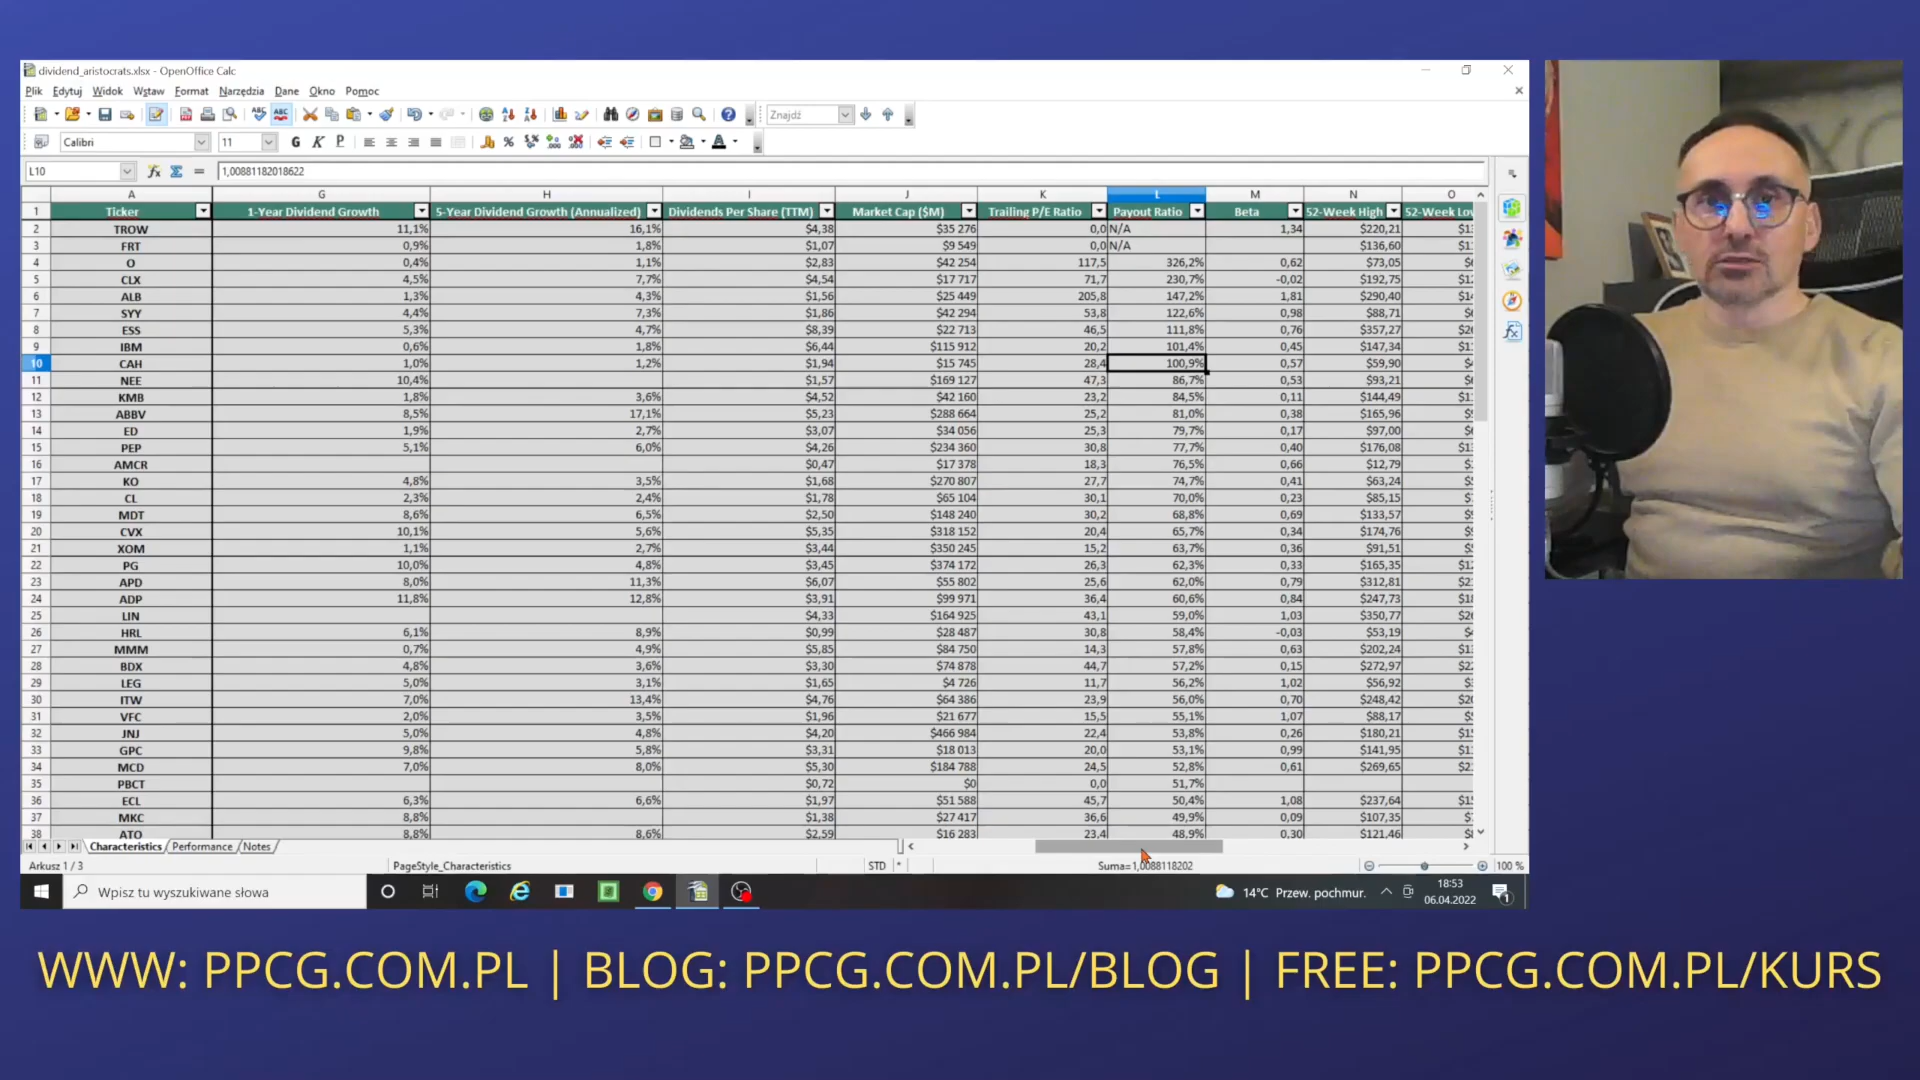 dividend_aristocrats.xlsx - OpenOffice Calc
Plik Edytuj Widok Wstaw Format Narzędzia Dane Okno Pomoc
Znajdź
Calibri 11 G K P
L10 1,00881182018622
A G H I J K L M N O
1 Ticker 1-Year Dividend Growth 5-Year Dividend Growth (Annualized) Dividends Per Share (TTM) Market Cap ($M) Trailing P/E Ratio Payout Ratio Beta 52-Week High 52-Week Lo
2 TROW 11,1% 16,1% $4,38 $35 276 0,0 N/A 1,34 $220,21
3 FRT 0,9% 1,8% $1,07 $9 549 0,0 N/A $136,60
4 O 0,4% 1,1% $2,83 $42 254 117,5 326,2% 0,62 $73,05
5 CLX 4,5% 7,7% $4,54 $17 717 71,7 230,7% -0,02 $192,75
6 ALB 1,3% 4,3% $1,56 $25 449 205,8 147,2% 1,81 $290,40
7 SYY 4,4% 7,3% $1,86 $42 294 53,8 122,6% 0,98 $88,71
8 ESS 5,3% 4,7% $8,39 $22 713 46,5 111,8% 0,76 $357,27
9 IBM 0,6% 1,8% $6,44 $115 912 20,2 101,4% 0,45 $147,34
10 CAH 1,0% 1,2% $1,94 $15 745 28,4 100,9% 0,57 $59,90
11 NEE 10,4% $1,57 $169 127 47,3 86,7% 0,53 $93,21
12 KMB 1,8% 3,6% $4,52 $42 160 23,2 84,5% 0,11 $144,49
13 ABBV 8,5% 17,1% $5,23 $288 664 25,2 81,0% 0,38 $165,96
14 ED 1,9% 2,7% $3,07 $34 056 25,3 79,7% 0,17 $97,00
15 PEP 5,1% 6,0% $4,26 $234 360 30,8 77,7% 0,40 $176,08
16 AMCR $0,47 $17 378 18,3 76,5% 0,66 $12,79
17 KO 4,8% 3,5% $1,68 $270 807 27,7 74,7% 0,41 $63,24
18 CL 2,3% 2,4% $1,78 $65 104 30,1 70,0% 0,23 $85,15
19 MDT 8,6% 6,5% $2,50 $148 240 30,2 68,8% 0,69 $133,57
20 CVX 10,1% 5,6% $5,35 $318 152 20,4 65,7% 0,34 $174,76
21 XOM 1,1% 2,7% $3,44 $350 245 15,2 63,7% 0,36 $91,51
22 PG 10,0% 4,8% $3,45 $374 172 26,3 62,3% 0,33 $165,35
23 APD 8,0% 11,3% $6,07 $55 802 25,6 62,0% 0,79 $312,81
24 ADP 11,8% 12,8% $3,91 $99 971 36,4 60,6% 0,84 $247,73
25 LIN $4,33 $164 925 43,1 59,0% 1,03 $350,77
26 HRL 6,1% 8,9% $0,99 $28 487 30,8 58,4% -0,03 $53,19
27 MMM 0,7% 4,9% $5,85 $84 750 14,3 57,8% 0,63 $202,24
28 BDX 4,8% 3,6% $3,30 $74 878 44,7 57,2% 0,15 $272,97
29 LEG 5,0% 3,1% $1,65 $4 726 11,7 56,2% 1,02 $56,92
30 ITW 7,0% 13,4% $4,76 $64 386 23,9 56,0% 0,70 $248,42
31 VFC 2,0% 3,5% $1,96 $21 677 15,5 55,1% 1,07 $88,17
32 JNJ 5,0% 4,8% $4,20 $466 984 22,4 53,8% 0,26 $180,21
33 GPC 9,8% 5,8% $3,31 $18 013 20,0 53,1% 0,99 $141,95
34 MCD 7,0% 8,0% $5,30 $184 788 24,5 52,8% 0,61 $269,65
35 PBCT $0,72 $0 0,0 51,7%
36 ECL 6,3% 6,6% $1,97 $51 588 45,7 50,4% 1,08 $237,64
37 MKC 8,8% $1,38 $27 417 36,6 49,9% 0,09 $107,35
38 ATO 8,8% 8,6% $2,59 $16 283 23,4 48,9% 0,30 $121,46
Characteristics Performance Notes
Arkusz 1 / 3 PageStyle_Characteristics STD * Suma=1,0088118202 100 %
Wpisz tu wyszukiwane słowa 14°C Przew. pochmur. 18:53
06.04.2022
WWW: PPCG.COM.PL | BLOG: PPCG.COM.PL/BLOG | FREE: PPCG.COM.PL/KURS